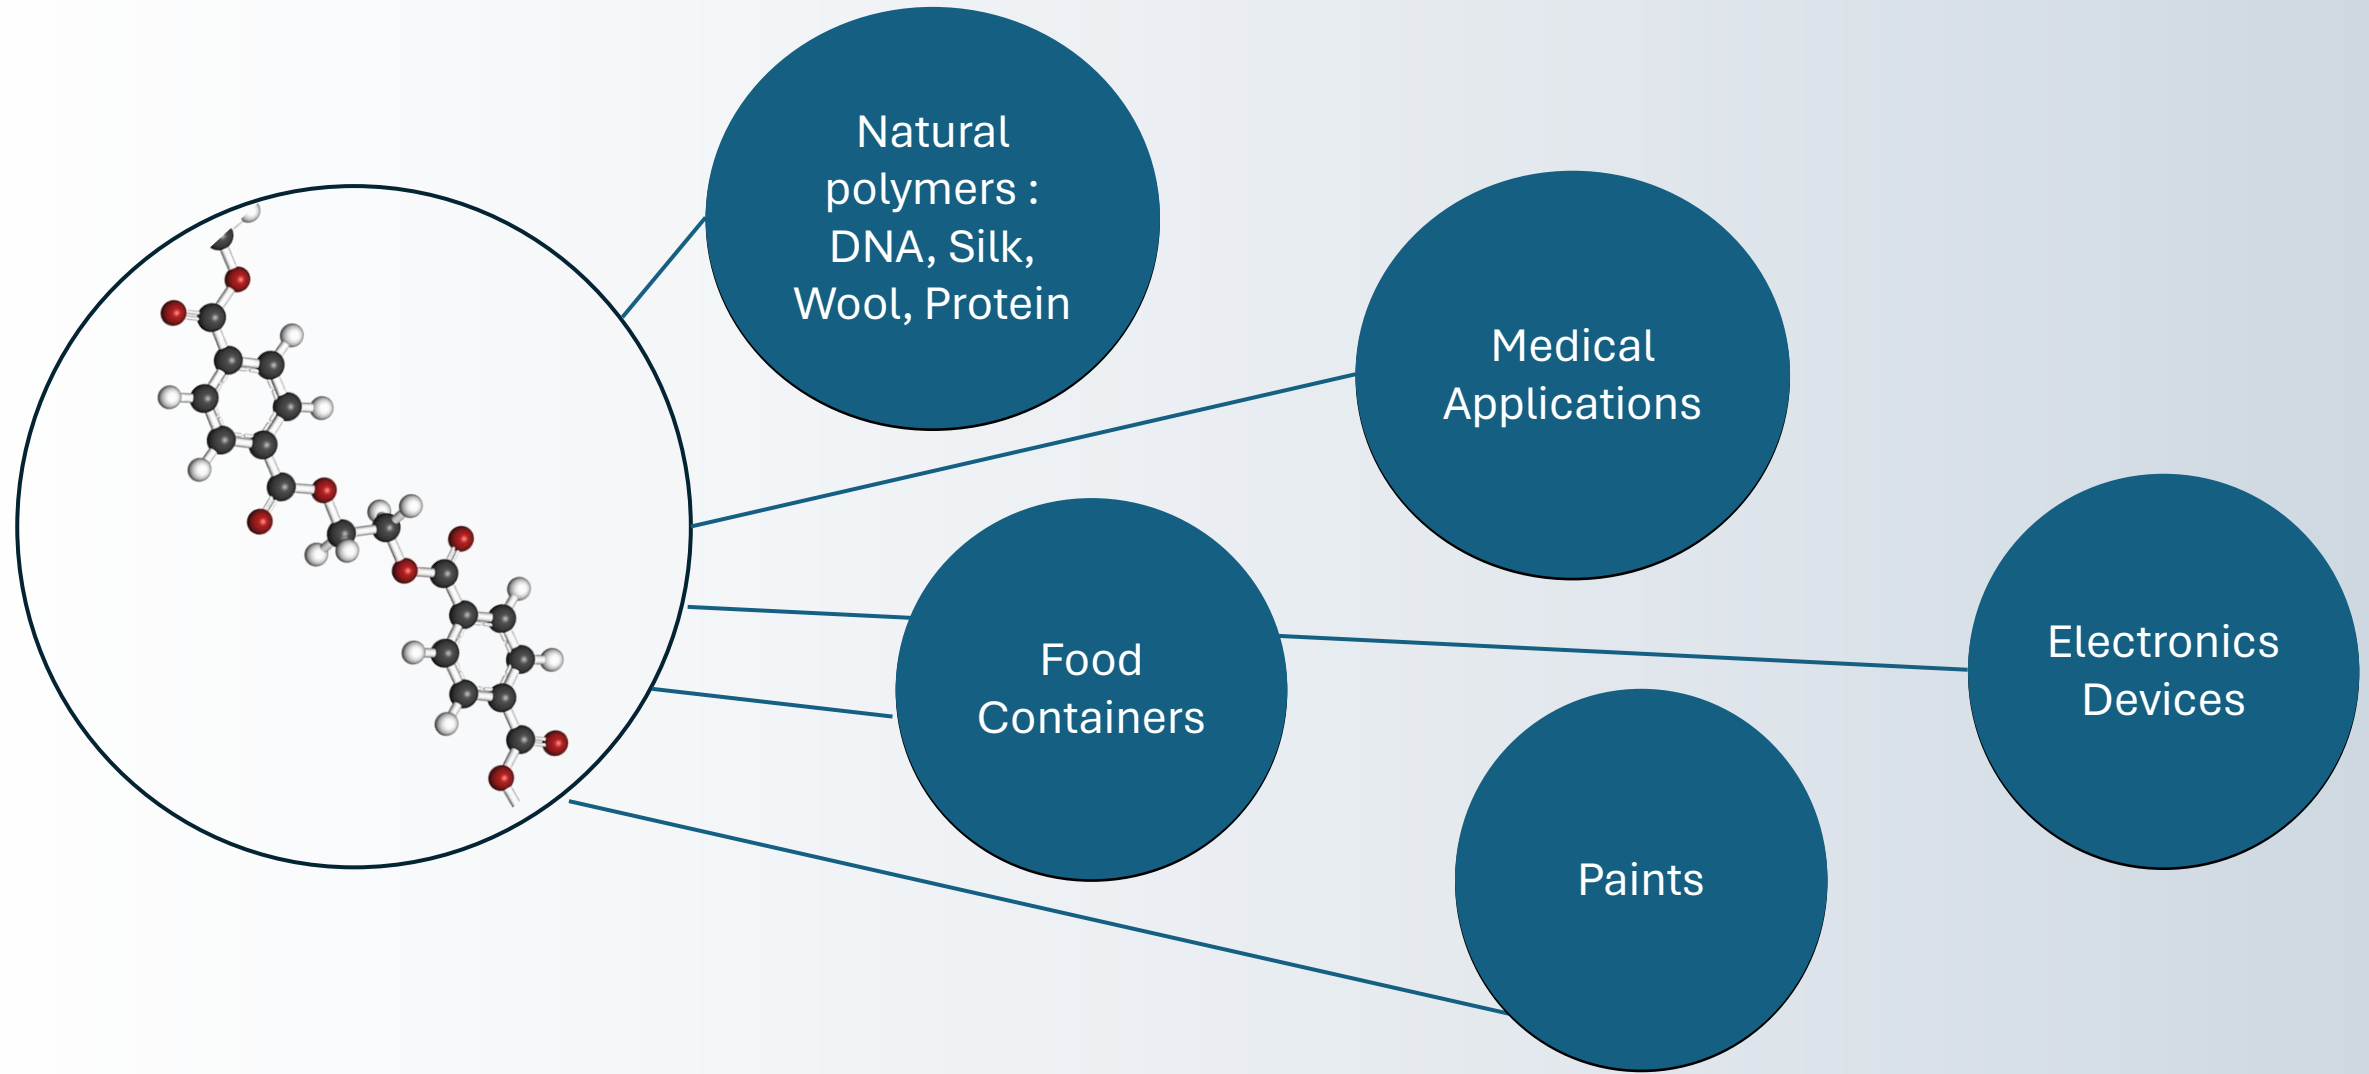 Natural
polymers :
DNA, Silk,
Wool, Protein
Medical
Applications
Food
Containers
Electronics
Devices
Paints